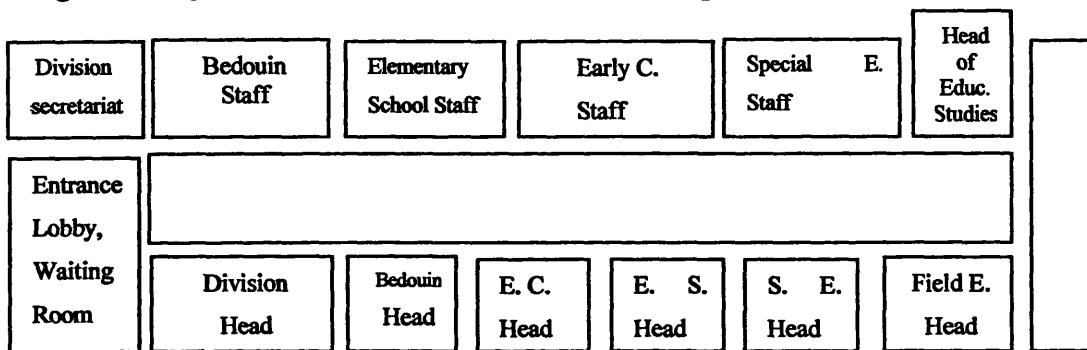 Division
secretariat
Bedouin
Staff
Elementary
School Staff
Early C.
Staff
Special E.
Staff
Head
of
Educ.
Studies
Entrance
Lobby,
Waiting
Room
Division
Head
Bedouin
Head
E. C.
Head
E. S.
Head
S. E.
Head
Field E.
Head